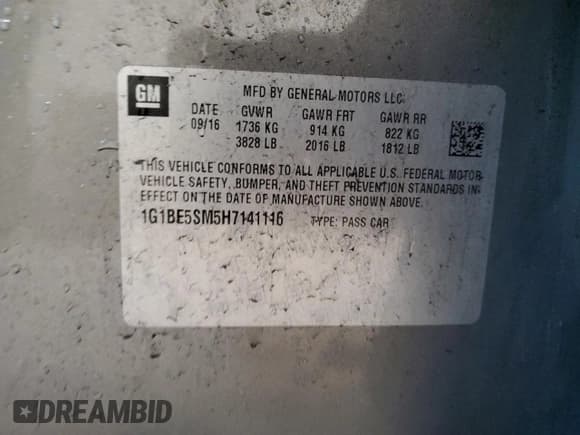 GM
MFD BY GENERAL MOTORS LLC
DATE GVWR GAWR FRT GAWR RR
09/16 1736 KG 914 KG 822 KG
3828 LB 2016 LB 1812 LB
THIS VEHICLE CONFORMS TO ALL APPLICABLE U.S. FEDERAL MOTOR
VEHICLE SAFETY, BUMPER, AND THEFT PREVENTION STANDARDS IN
EFFECT ON THE DATE OF MANUFACTURE SHOWN ABOVE.
1G1BE5SM5H7141116 TYPE: PASS CAR
DREAMBID